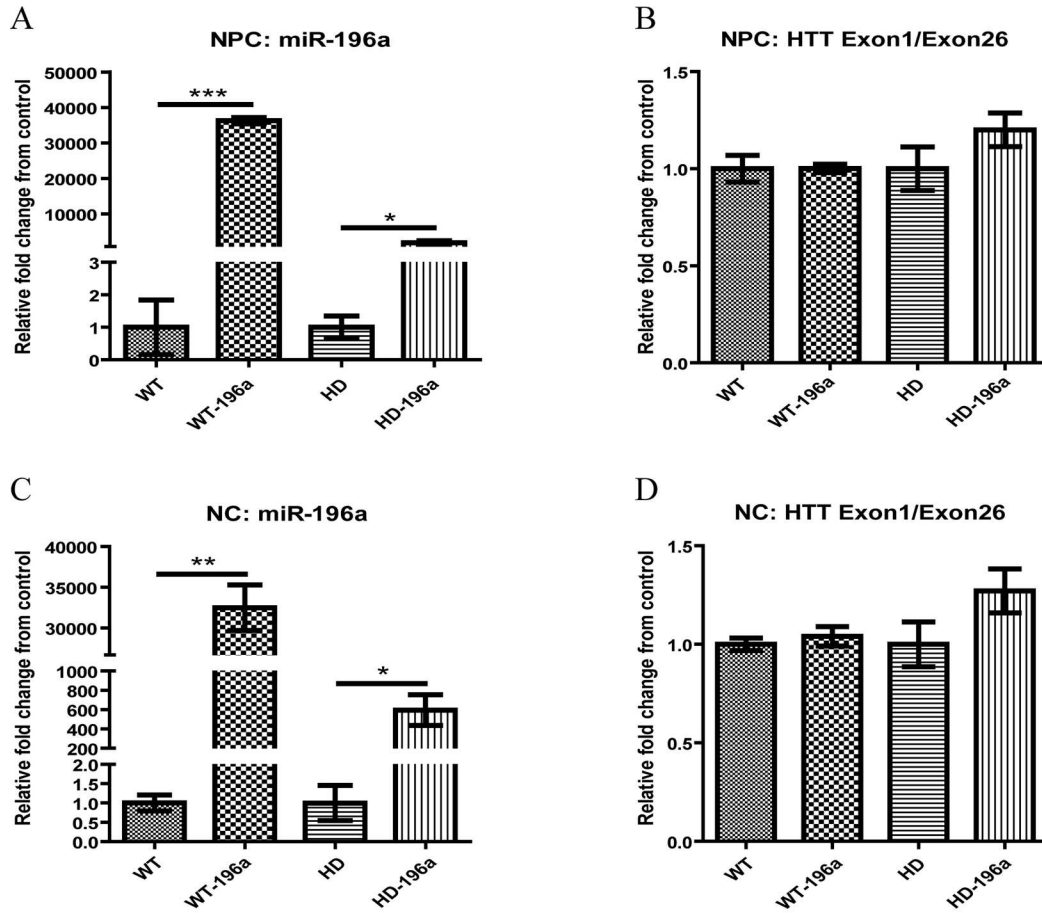 A
NPC: miR-196a
Relative fold change from control
50000
40000
30000
20000
10000
3
2
1
0
***
*
WT
WT-196a
HD
HD-196a
B
NPC: HTT Exon1/Exon26
Relative fold change from control
1.5
1.0
0.5
0.0
WT
WT-196a
HD
HD-196a
C
NC: miR-196a
Relative fold change from control
40000
35000
30000
1000
800
600
400
200
2.0
1.5
1.0
0.5
0.0
**
*
WT
WT-196a
HD
HD-196a
D
NC: HTT Exon1/Exon26
Relative fold change from control
1.5
1.0
0.5
0.0
WT
WT-196a
HD
HD-196a